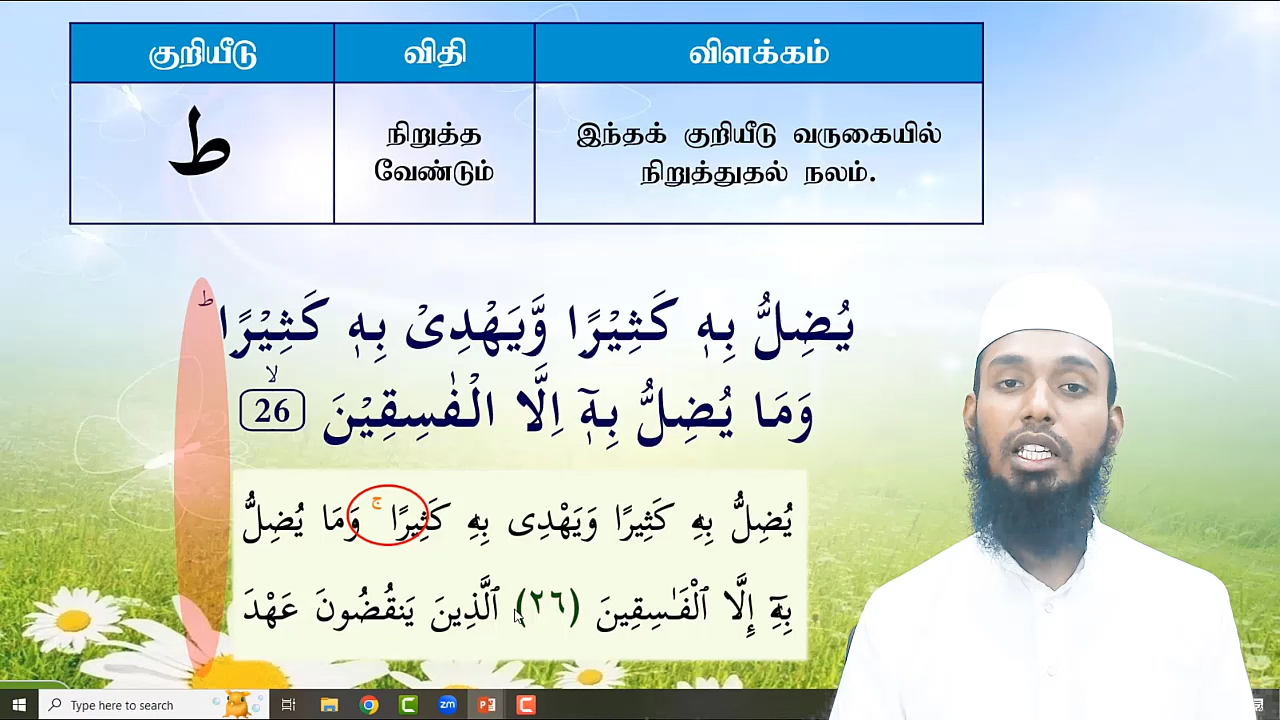 குறியீடு விதி விளக்கம்
ط
நிறுத்த
வேண்டும்
இந்தக் குறியீடு வருகையில்
நிறுத்துதல் நலம்.
يُضِلُّ بِهٖ كَثِيْرًا وَّيَهْدِىْ بِهٖ كَثِيْرًا ؕ
وَمَا يُضِلُّ بِهٖۤ اِلَّا الْفٰسِقِيْنَ ۙ 26
يُضِلُّ بِهِۦ كَثِيرًا وَيَهْدِى بِهِۦ كَثِيرًا ۚ وَمَا يُضِلُّ
بِهِۦٓ إِلَّا ٱلْفَـٰسِقِينَ (٢٦) ٱلَّذِينَ يَنقُضُونَ عَهْدَ
Type here to search
zm